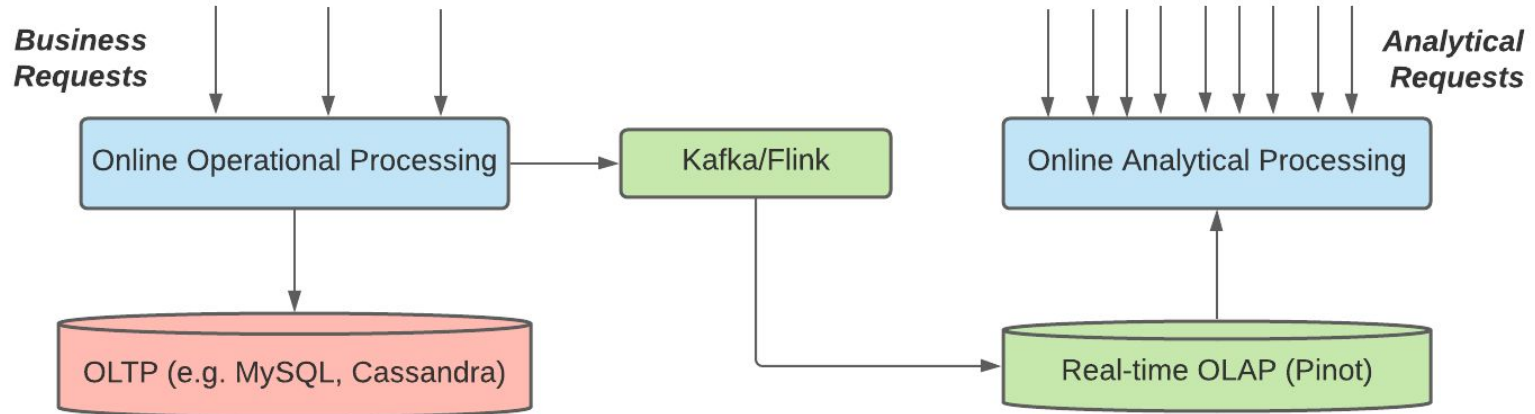 Business
Requests
Analytical
Requests
Online Operational Processing
Kafka/Flink
Online Analytical Processing
OLTP (e.g. MySQL, Cassandra)
Real-time OLAP (Pinot)